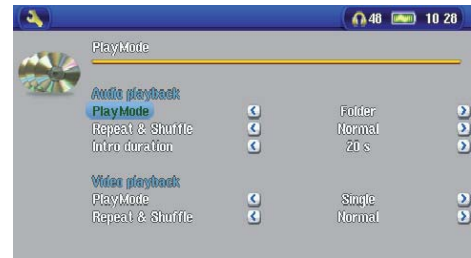 48 10 28
PlayMode
Audio playback
PlayMode Folder
Repeat & Shuffle Normal
Intro duration 20 s
Video playback
PlayMode Single
Repeat & Shuffle Normal